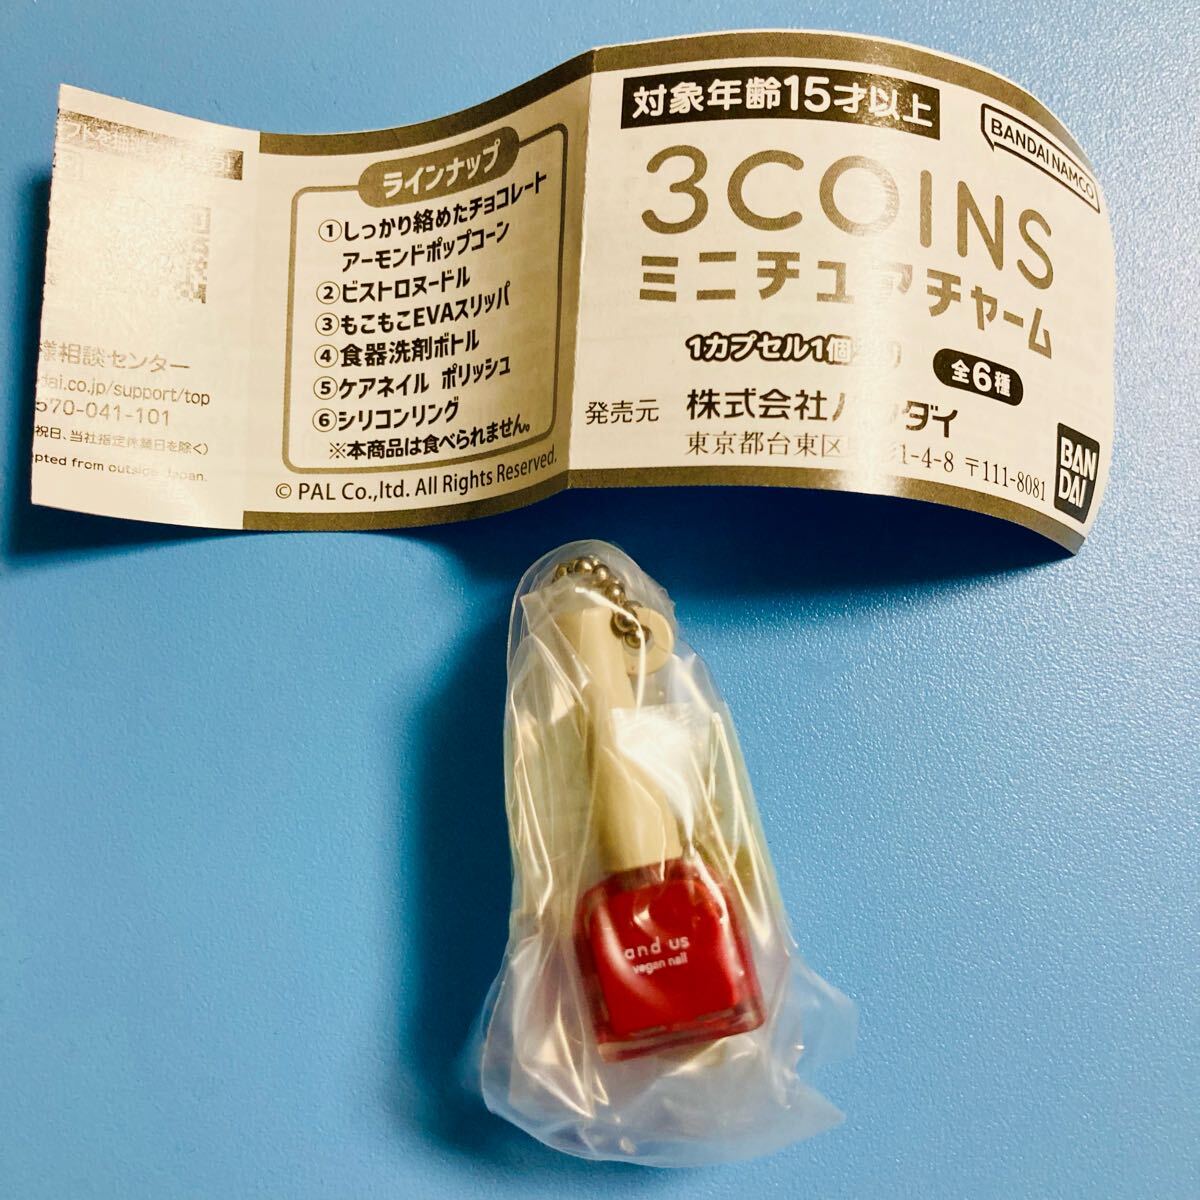 対象年齢15才以上
BANDAI NAMCO
3COINS
ミニチュアチャーム
1カプセル1個
全6種
発売元 株式会社バンダイ
東京都台東区 1-4-8 〒111-8081
BAN
DAI
ラインナップ
①しっかり絡めたチョコレート
アーモンドポップコーン
②ビストロヌードル
③もこもこEVAスリッパ
④食器洗剤ボトル
⑤ケアネイル ポリッシュ
⑥シリコンリング
※本商品は食べられません。
© PAL Co.,ltd. All Rights Reserved.
様相談センター
dai.co.jp/support/top
570-041-101
祝日、当社指定休業日を除く)
pted from outside Japan.
and us
vegan nail